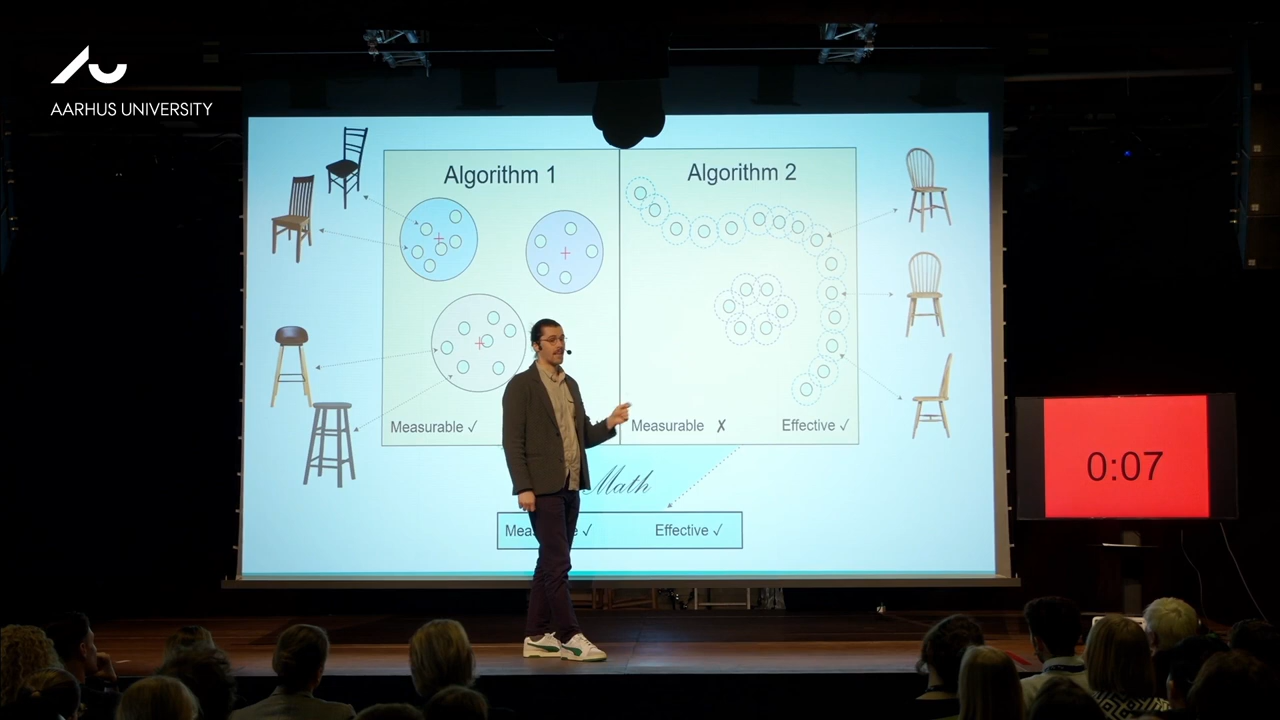 AARHUS UNIVERSITY
Algorithm 1
Algorithm 2
Measurable ✓
Measurable ✗
Effective ✓
Math
Effective ✓
0:07